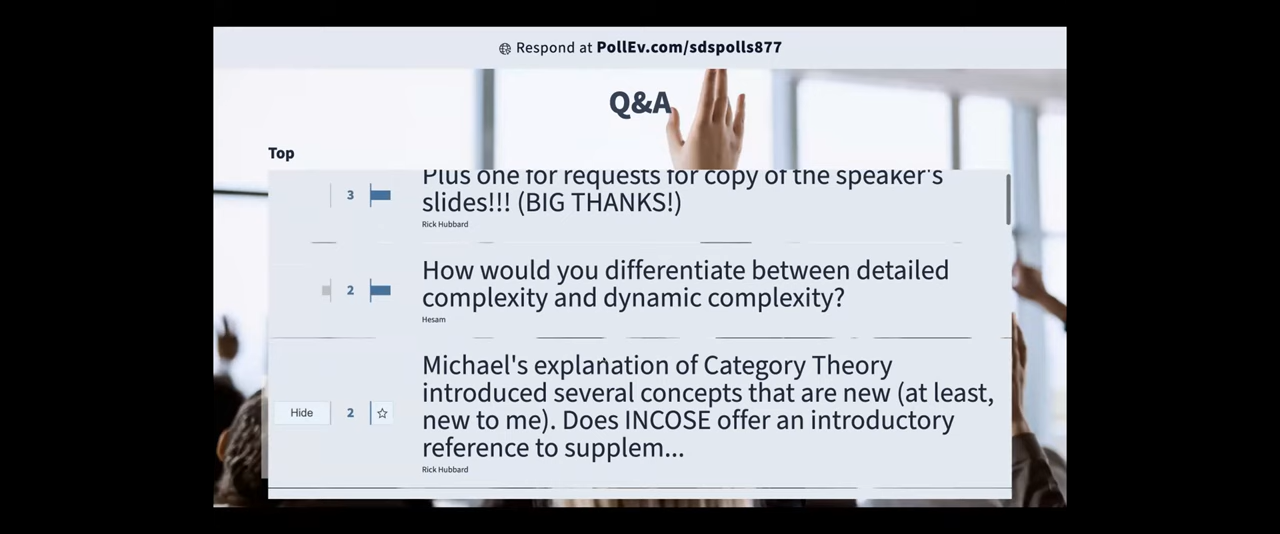 Respond at PollEv.com/sdspolls877
Q&A
Top
3
Plus one for requests for copy of the speaker's
slides!!! (BIG THANKS!)
Rick Hubbard
2
How would you differentiate between detailed
complexity and dynamic complexity?
Hesam
Hide
2
Michael's explanation of Category Theory
introduced several concepts that are new (at least,
new to me). Does INCOSE offer an introductory
reference to supplem...
Rick Hubbard